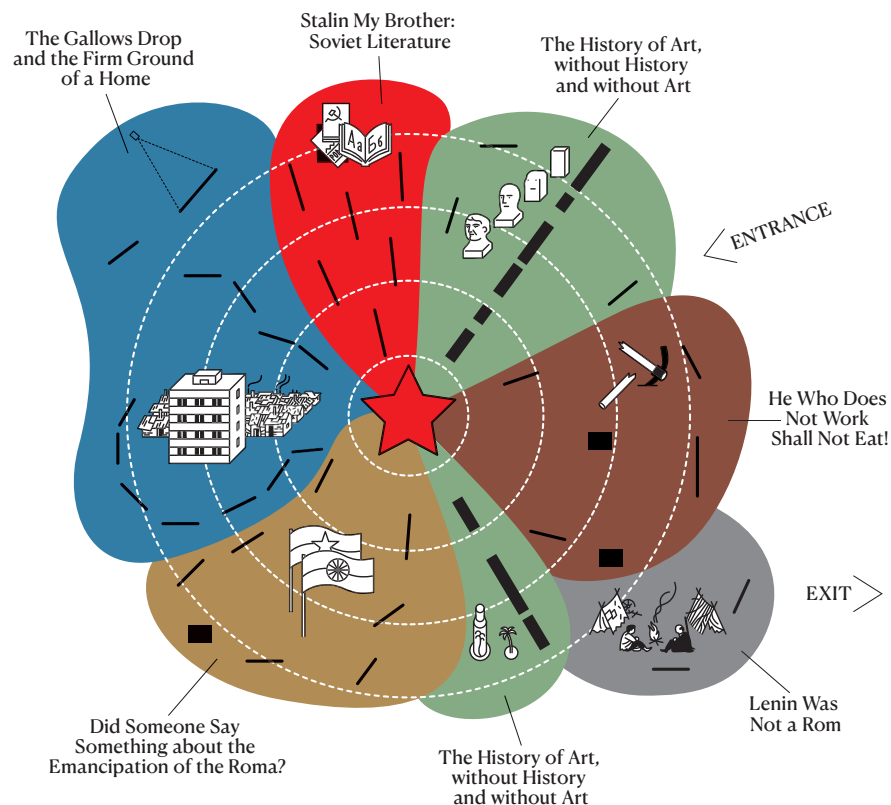 Stalin My Brother:
Soviet Literature
The Gallows Drop
and the Firm Ground
of a Home
The History of Art,
without History
and without Art
Аа
Бб
ENTRANCE
He Who Does
Not Work
Shall Not Eat!
EXIT
Lenin Was
Not a Rom
Did Someone Say
Something about the
Emancipation of the Roma?
The History of Art,
without History
and without Art